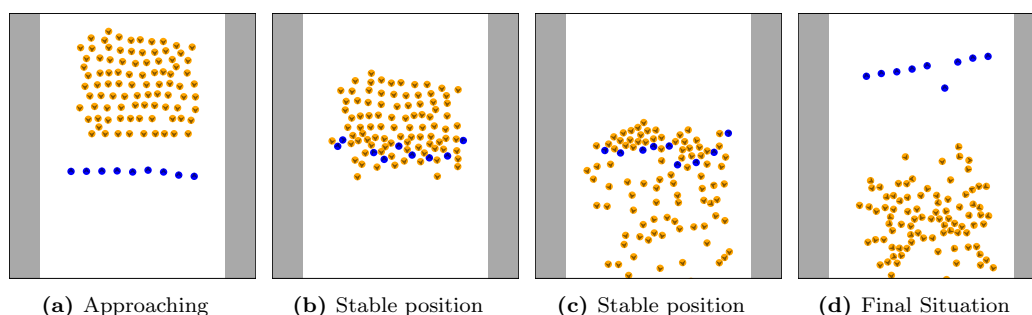 (a) Approaching
(b) Stable position
(c) Stable position
(d) Final Situation